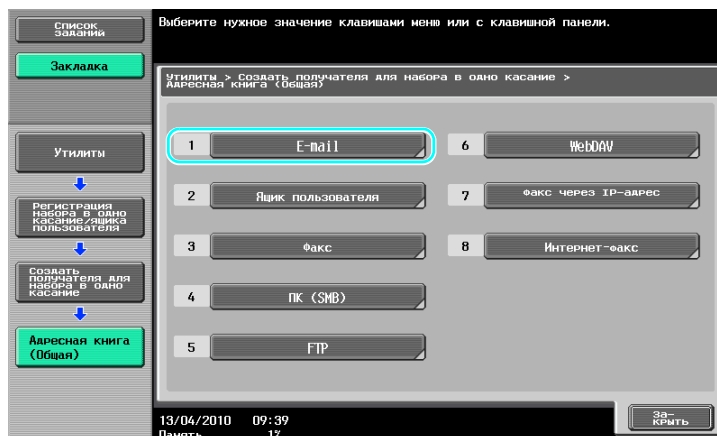 Список
заданий
Выберите нужное значение клавишами меню или с клавишной панели.
Закладка
Утилиты > Создать получателя для набора в одно касание >
Адресная книга (Общая)
Утилиты
Регистрация
набора в одно
касание/ящика
пользователя
Создать
получателя для
набора в одно
касание
Адресная книга
(Общая)
1 E-mail
6 WebDAV
2 Ящик пользователя
7 Факс через IP-адрес
3 Факс
8 Интернет-факс
4 ПК (SMB)
5 FTP
13/04/2010 09:39
Память 1%
За-
крыть